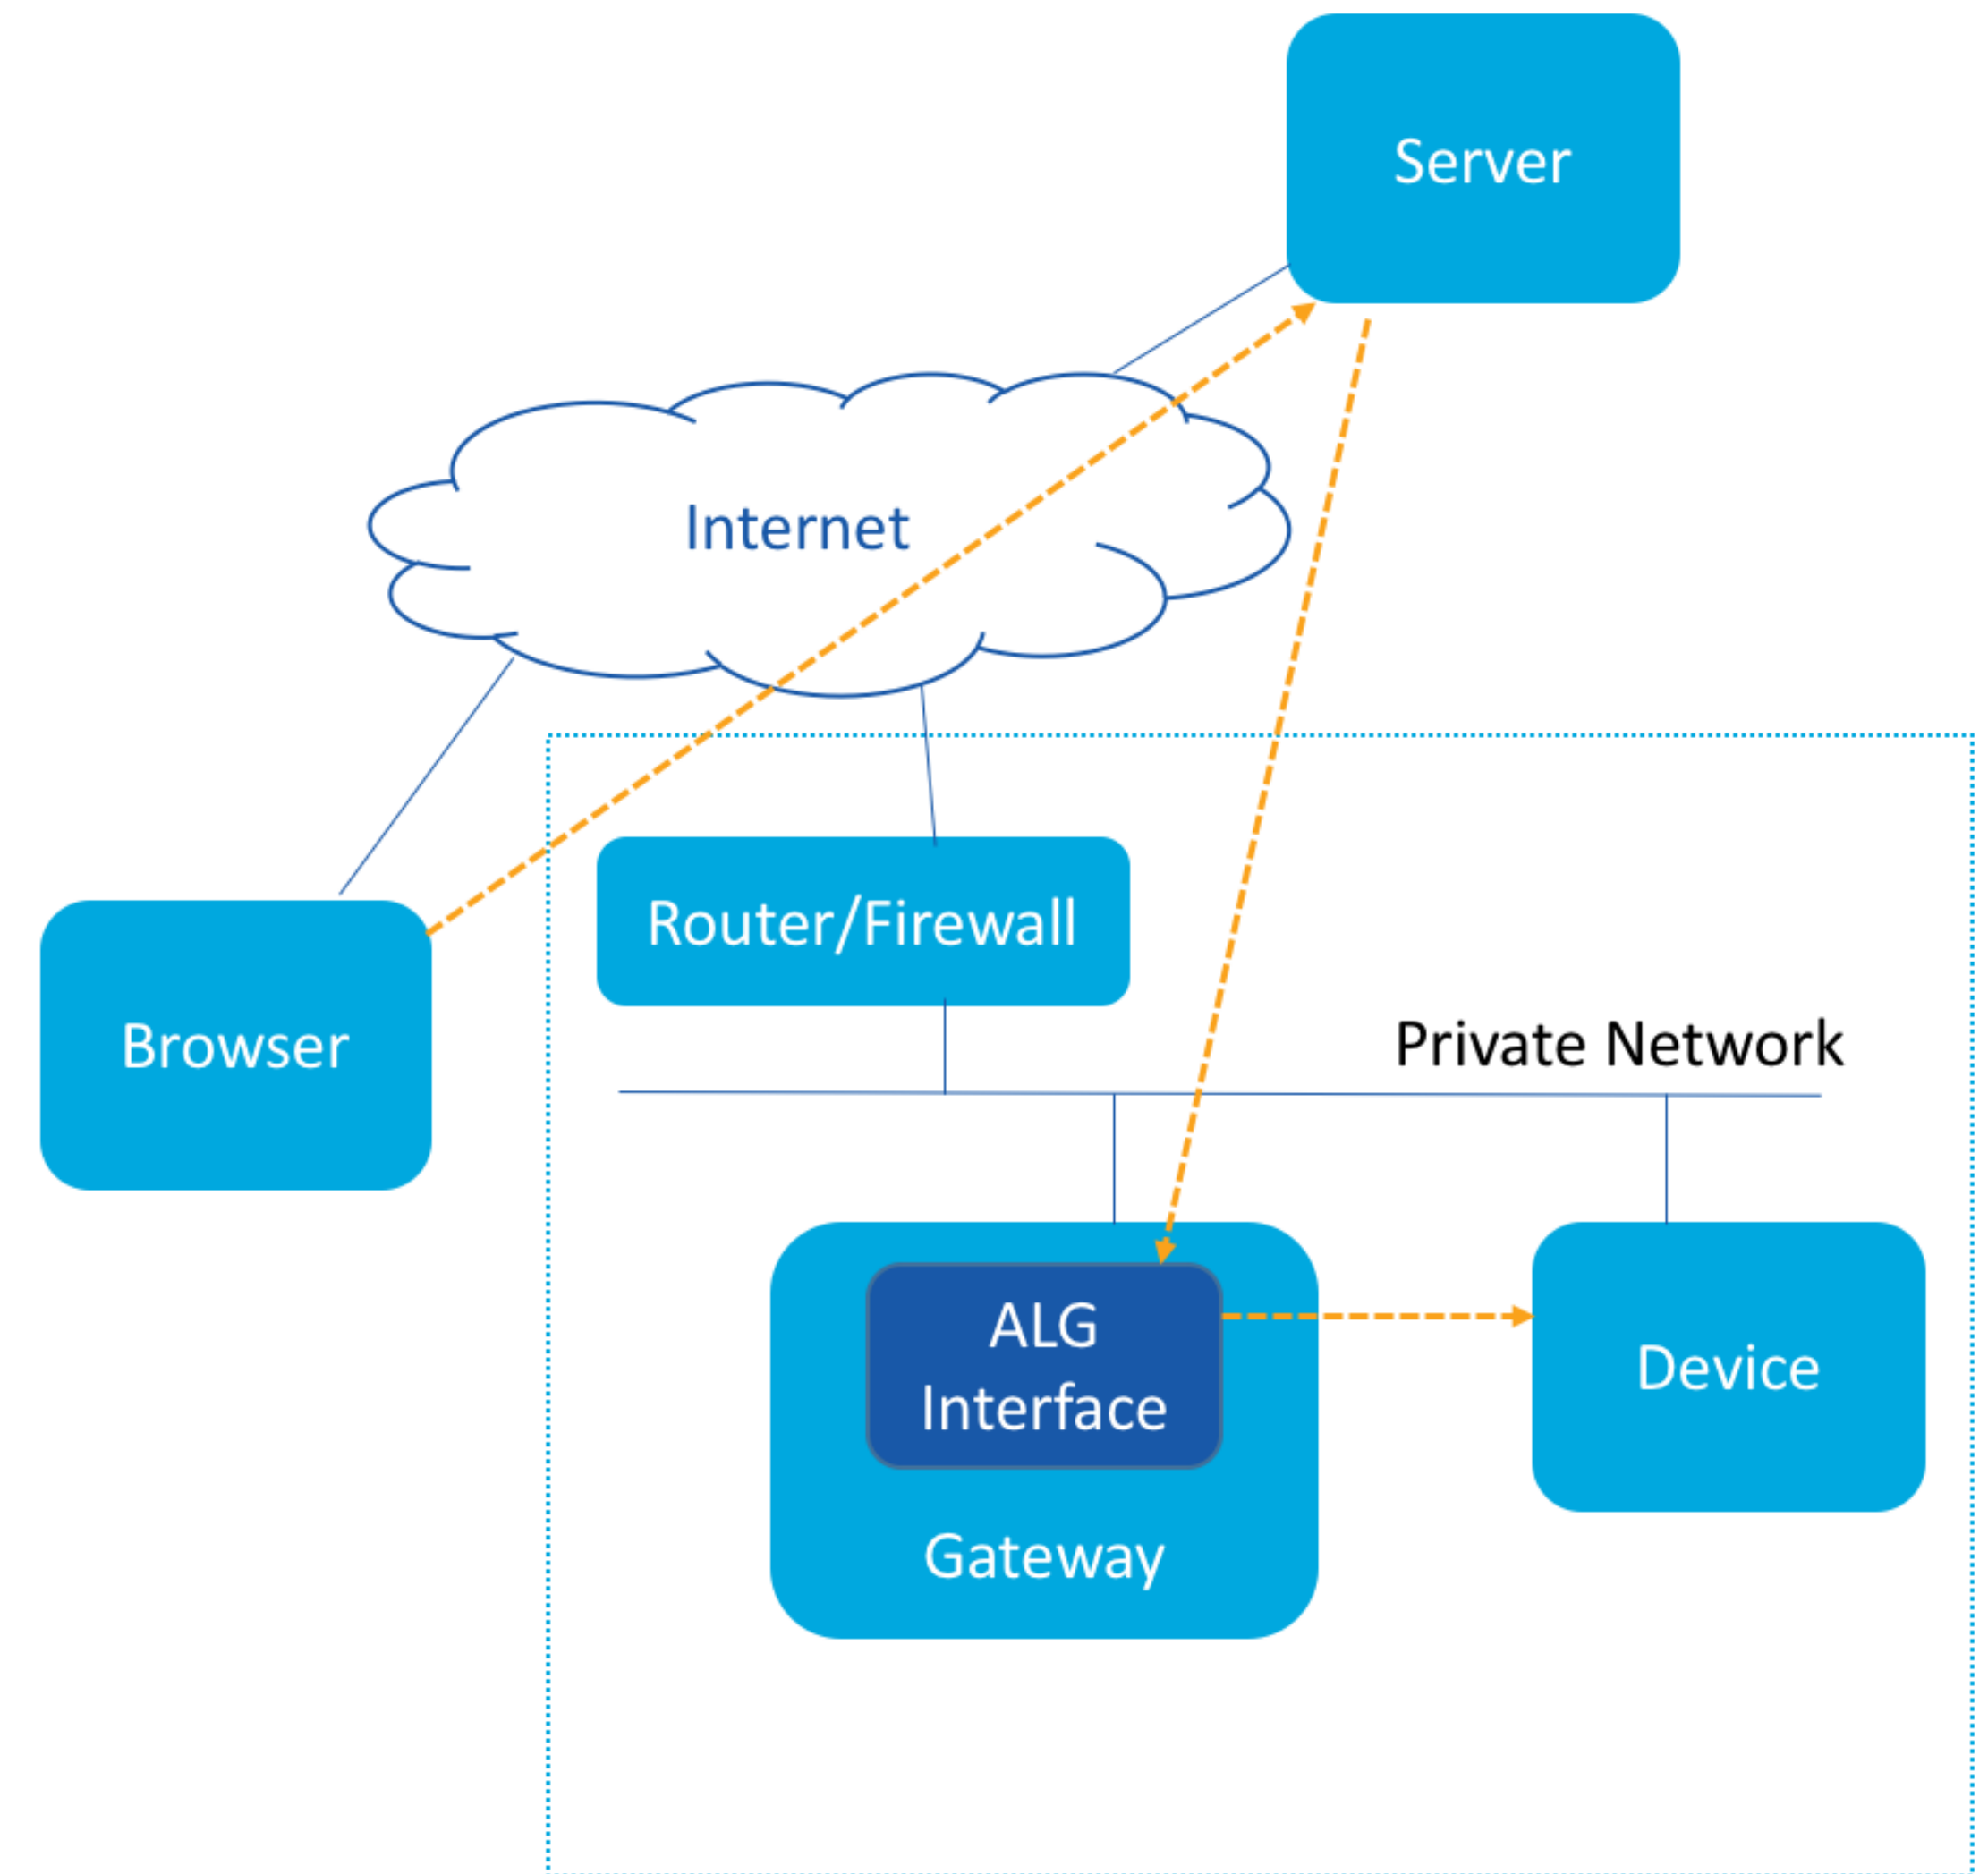 Server
Internet
Router/Firewall
Browser
Private Network
ALG
Interface
Device
Gateway